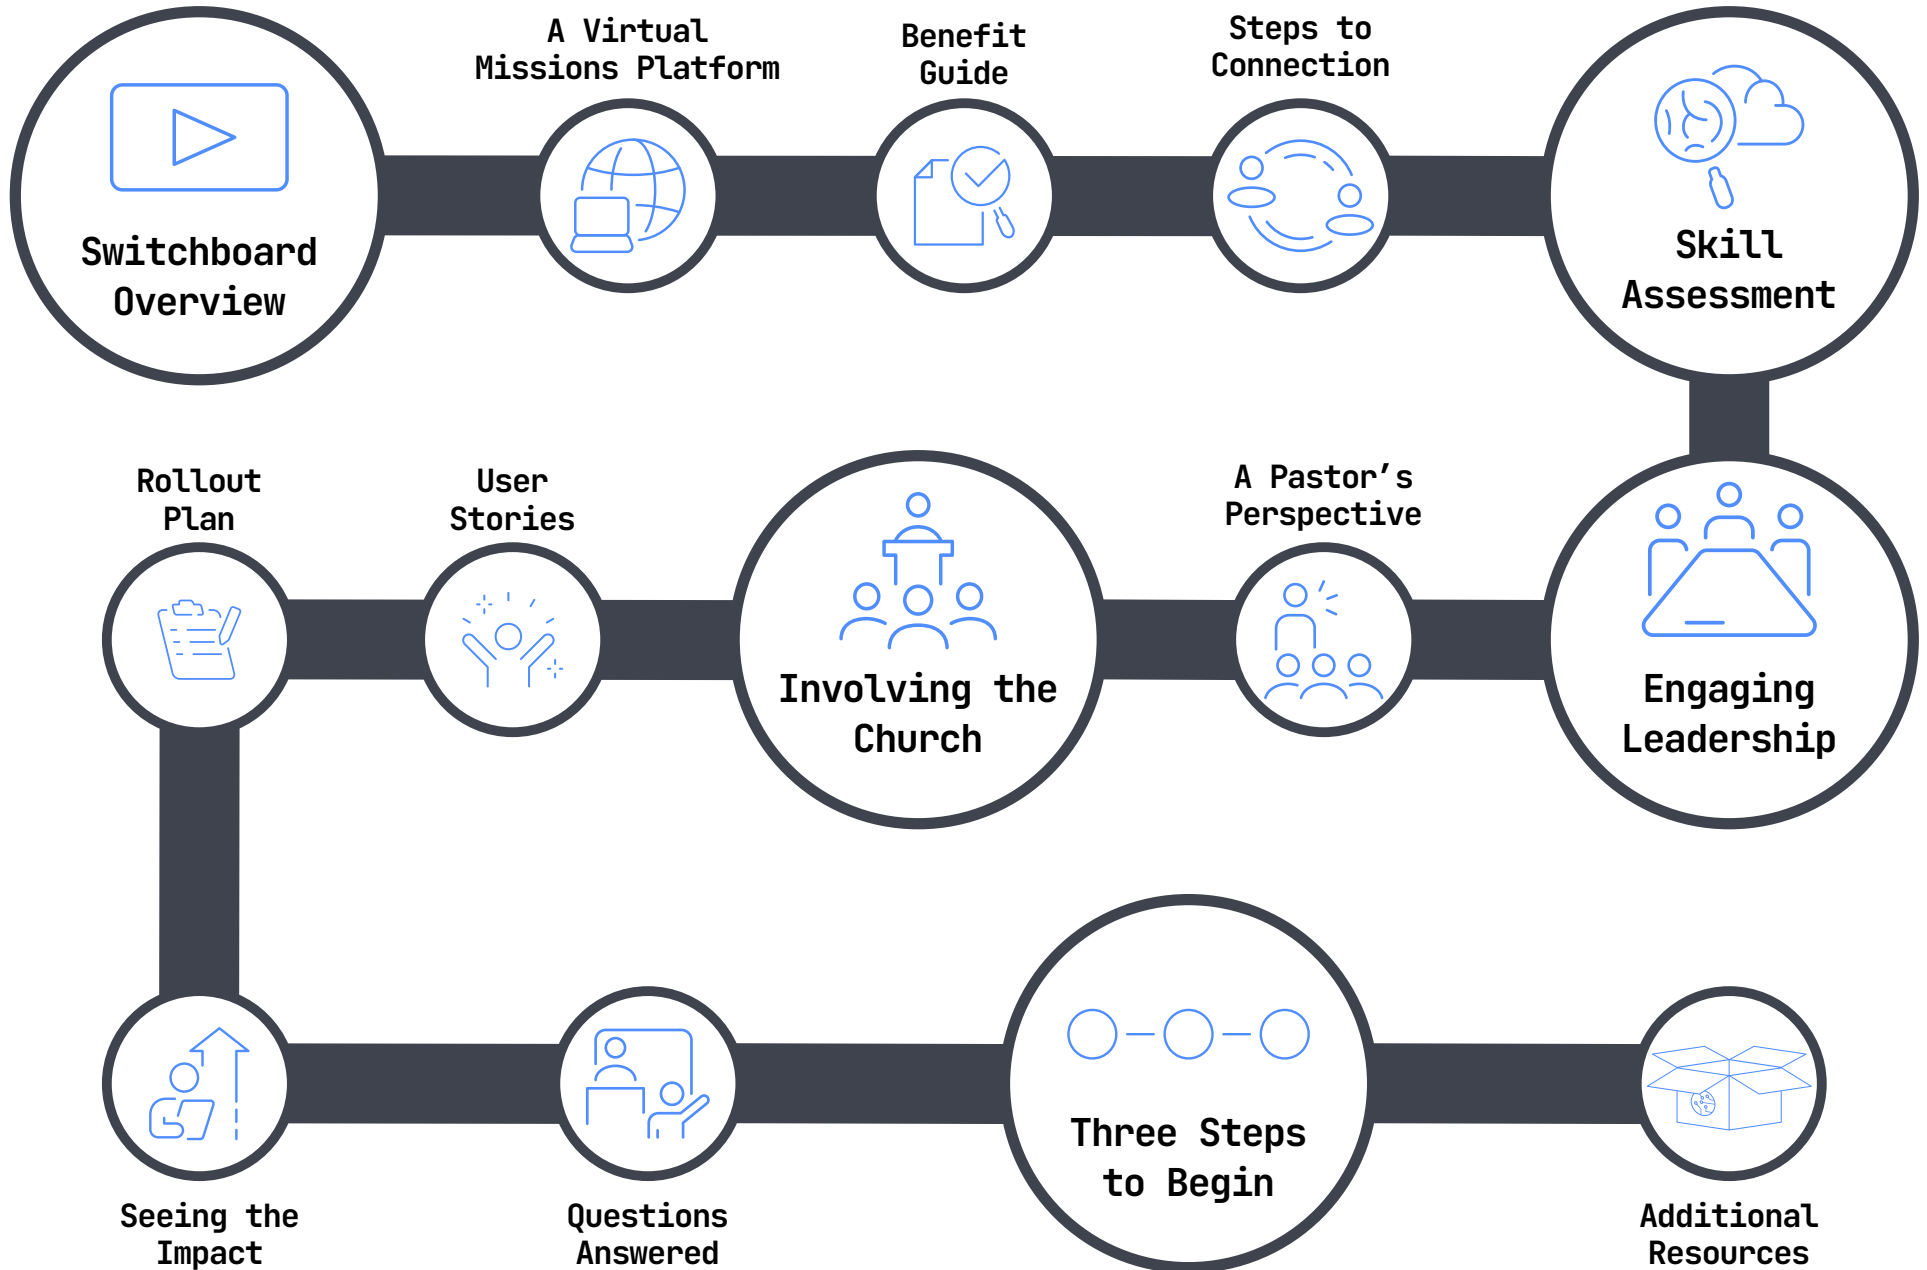 A Virtual
Missions Platform
Benefit
Guide
Steps to
Connection
Switchboard
Overview
Skill
Assessment
Rollout
Plan
User
Stories
A Pastor’s
Perspective
Involving the
Church
Engaging
Leadership
Three Steps
to Begin
Seeing the
Impact
Questions
Answered
Additional
Resources